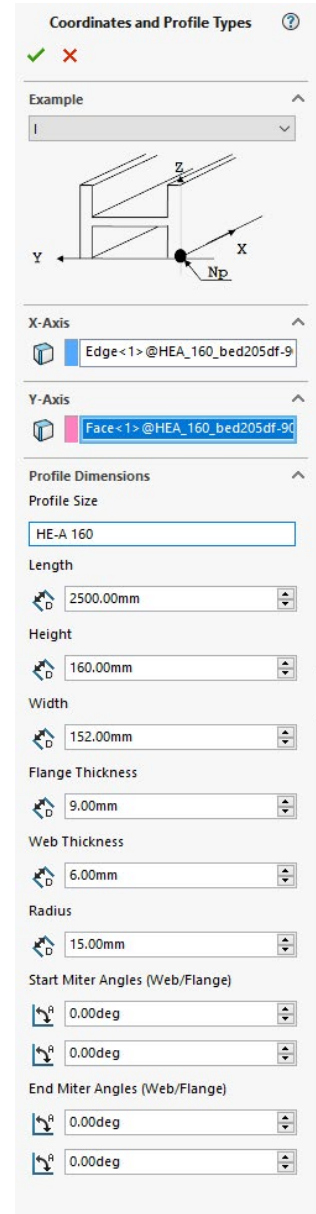 Coordinates and Profile Types
Example
I
Z
Y
X
Np
X-Axis
Edge<1>@HEA_160_bed205df-9
Y-Axis
Face<1>@HEA_160_bed205df-90
Profile Dimensions
Profile Size
HE-A 160
Length
D 2500.00mm
Height
D 160.00mm
Width
D 152.00mm
Flange Thickness
D 9.00mm
Web Thickness
D 6.00mm
Radius
D 15.00mm
Start Miter Angles (Web/Flange)
A 0.00deg
A 0.00deg
End Miter Angles (Web/Flange)
A 0.00deg
A 0.00deg